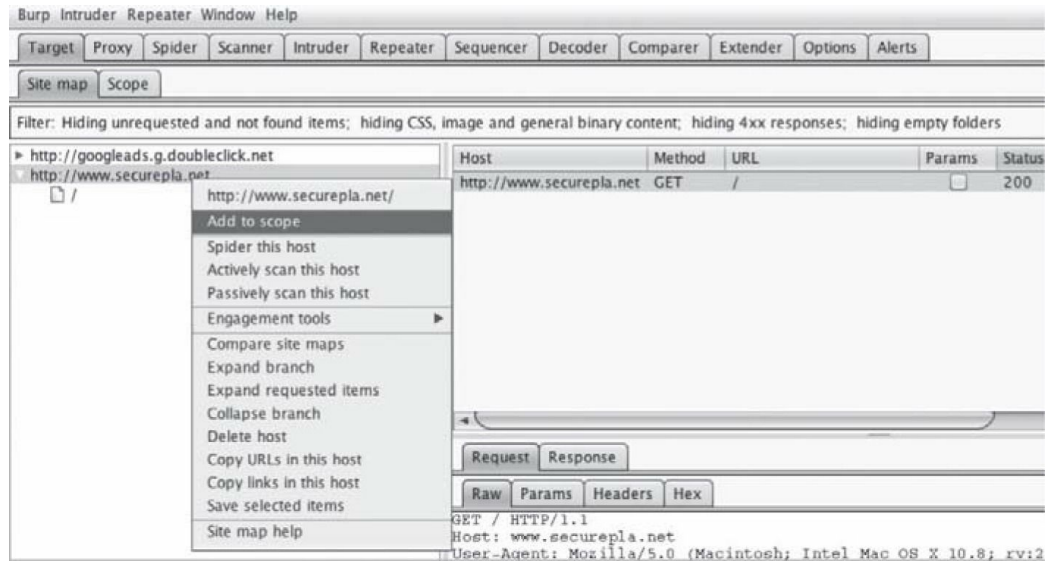 Burp Intruder Repeater Window Help
Target Proxy Spider Scanner Intruder Repeater Sequencer Decoder Comparer Extender Options Alerts
Site map Scope
Filter: Hiding unrequested and not found items; hiding CSS, image and general binary content; hiding 4xx responses; hiding empty folders
http://googleads.g.doubleclick.net
http://www.securepla.net
/
http://www.securepla.net/
Add to scope
Spider this host
Actively scan this host
Passively scan this host
Engagement tools
Compare site maps
Expand branch
Expand requested items
Collapse branch
Delete host
Copy URLs in this host
Copy links in this host
Save selected items
Site map help
Host Method URL Params Status
http://www.securepla.net GET / 200
Request Response
Raw Params Headers Hex
GET / HTTP/1.1
Host: www.securepla.net
User-Agent: Mozilla/5.0 (Macintosh; Intel Mac OS X 10.8; rv:2